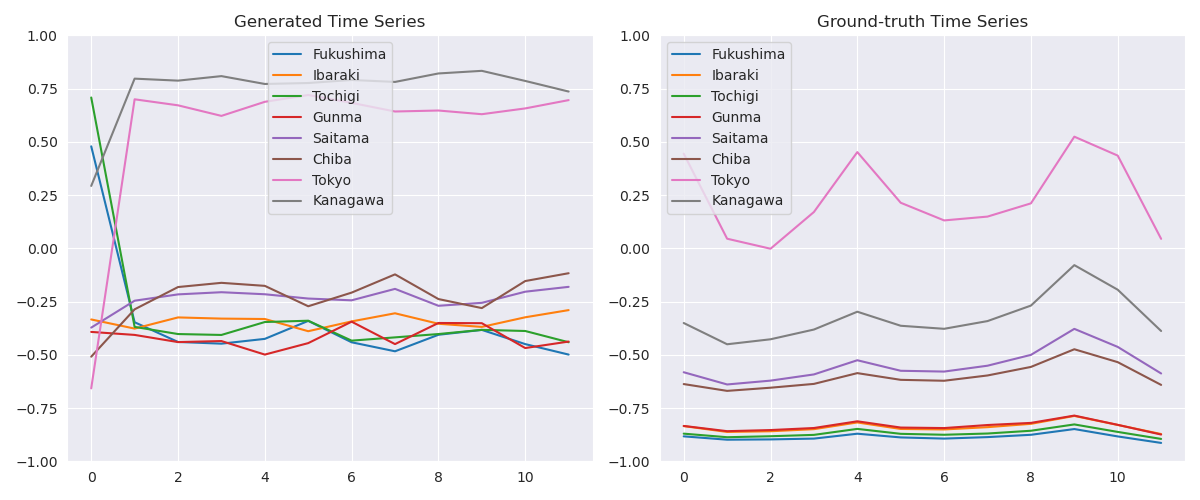 Generated Time Series
1.00
0.75
0.50
0.25
0.00
−0.25
−0.50
−0.75
−1.00
0
2
4
6
8
10
Fukushima
Ibaraki
Tochigi
Gunma
Saitama
Chiba
Tokyo
Kanagawa
Ground-truth Time Series
1.00
0.75
0.50
0.25
0.00
−0.25
−0.50
−0.75
−1.00
0
2
4
6
8
10
Fukushima
Ibaraki
Tochigi
Gunma
Saitama
Chiba
Tokyo
Kanagawa